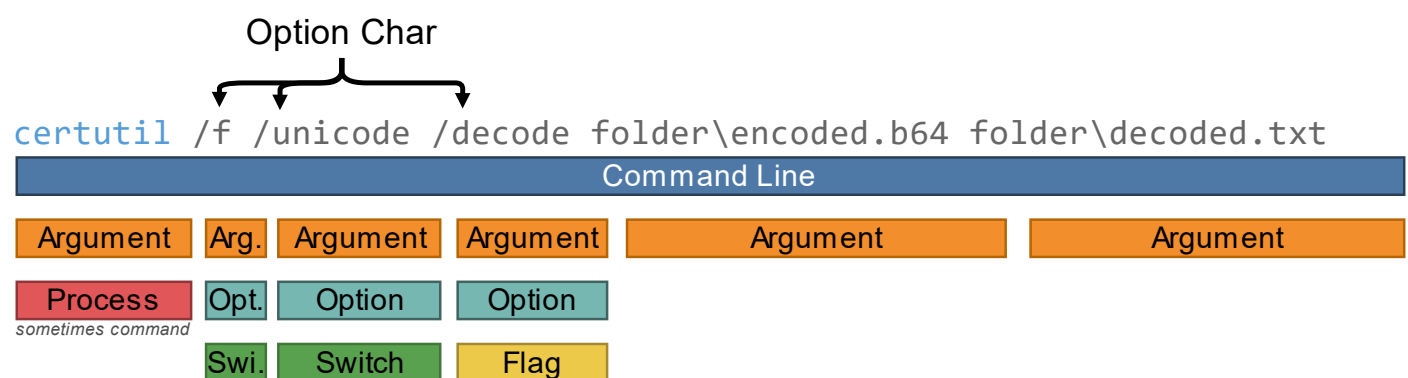 Option Char
certutil /f /unicode /decode folder\encoded.b64 folder\decoded.txt
Command Line
Argument Arg. Argument Argument Argument Argument
Process Opt. Option Option
sometimes command
Swi. Switch Flag